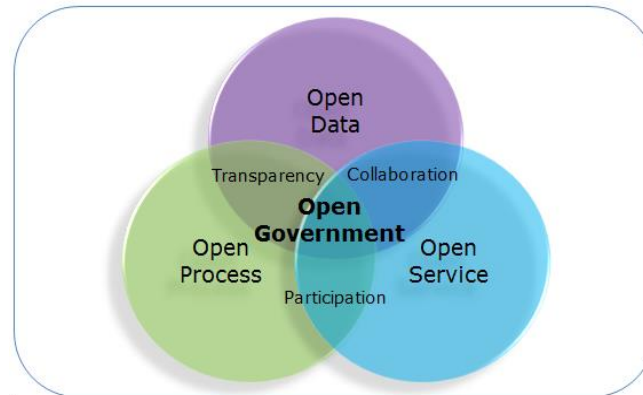 Open
Data
Transparency
Collaboration
Open
Government
Open
Process
Open
Service
Participation